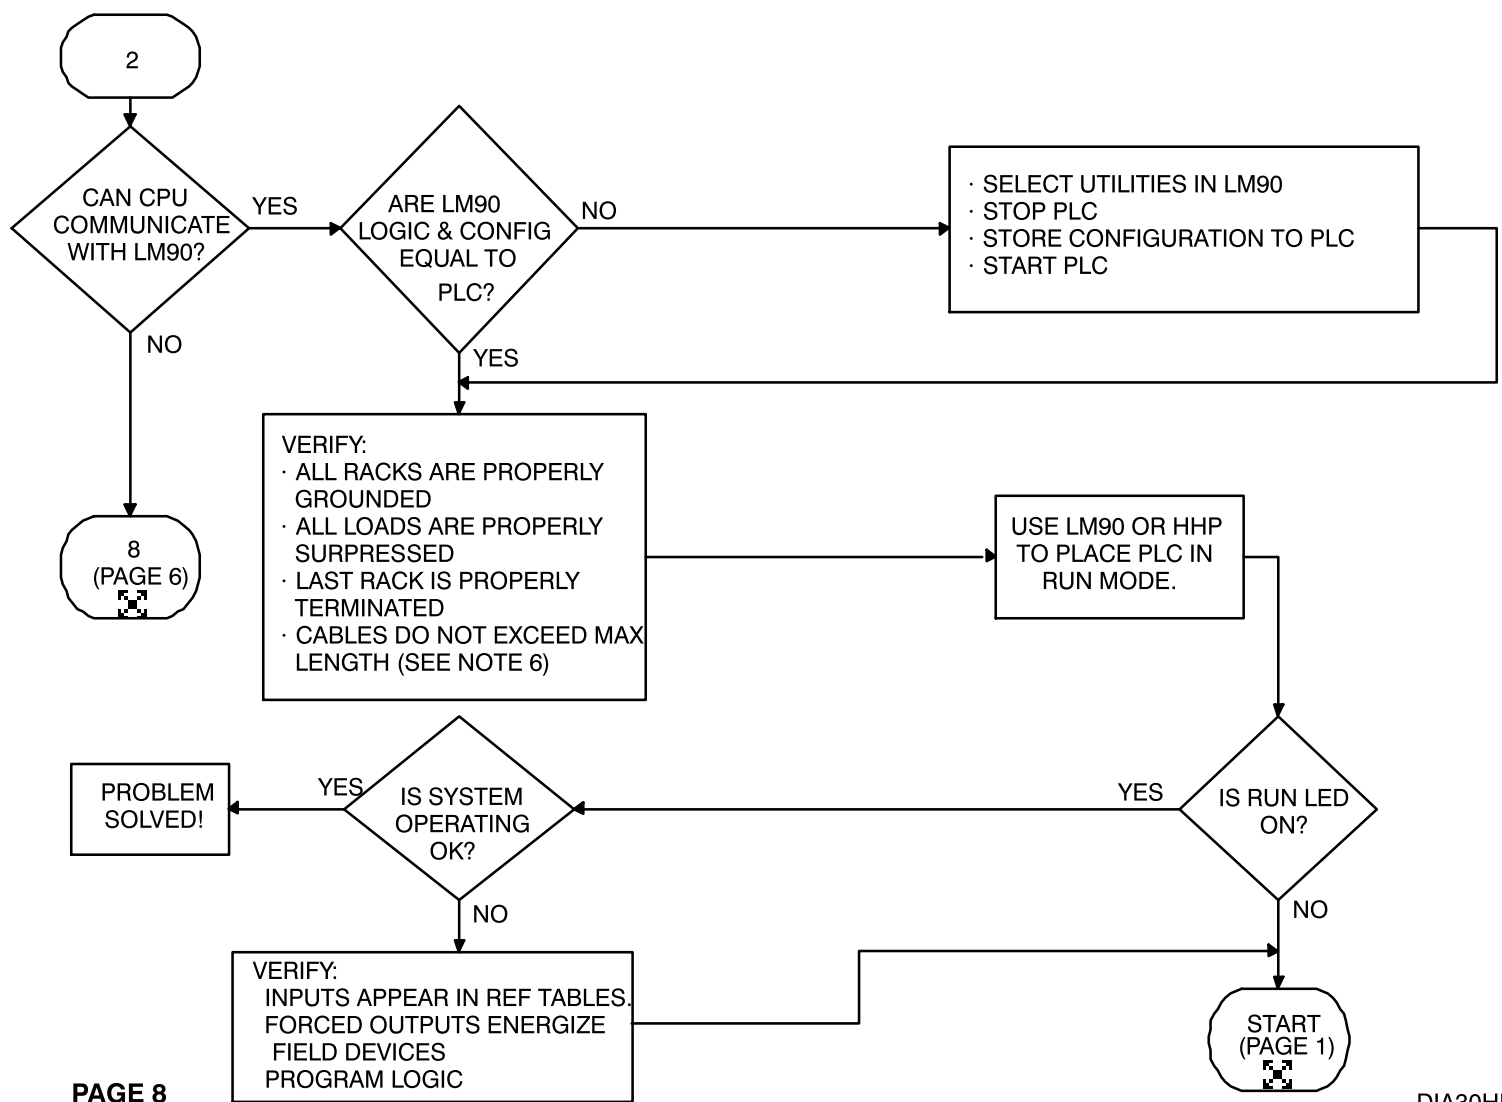 2
CAN CPU
COMMUNICATE
WITH LM90?
YES
NO
ARE LM90
LOGIC & CONFIG
EQUAL TO
PLC?
NO
YES
· SELECT UTILITIES IN LM90
· STOP PLC
· STORE CONFIGURATION TO PLC
· START PLC
8
(PAGE 6)
VERIFY:
· ALL RACKS ARE PROPERLY
GROUNDED
· ALL LOADS ARE PROPERLY
SURPRESSED
· LAST RACK IS PROPERLY
TERMINATED
· CABLES DO NOT EXCEED MAX
LENGTH (SEE NOTE 6)
USE LM90 OR HHP
TO PLACE PLC IN
RUN MODE.
IS RUN LED
ON?
YES
NO
IS SYSTEM
OPERATING
OK?
YES
NO
PROBLEM
SOLVED!
VERIFY:
INPUTS APPEAR IN REF TABLES.
FORCED OUTPUTS ENERGIZE
FIELD DEVICES
PROGRAM LOGIC
START
(PAGE 1)
PAGE 8